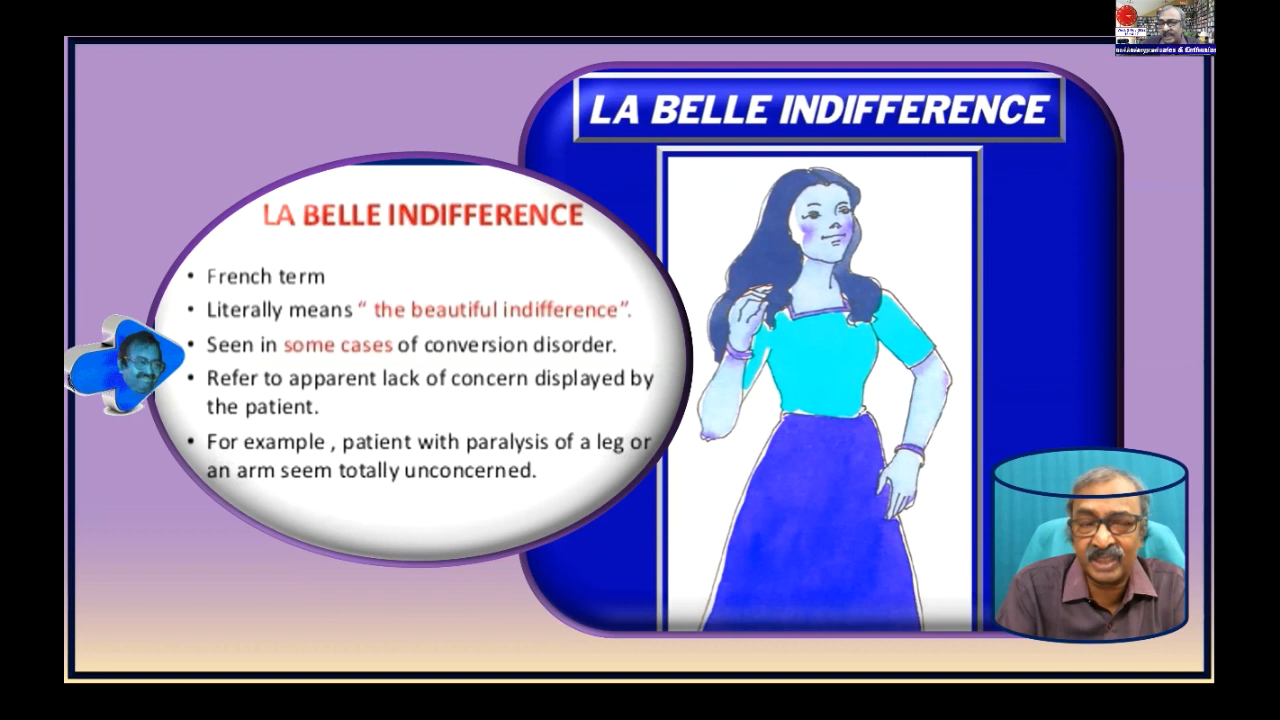 LA BELLE INDIFFERENCE
LA BELLE INDIFFERENCE
• French term
• Literally means “ the beautiful indifference”.
• Seen in some cases of conversion disorder.
• Refer to apparent lack of concern displayed by
the patient.
• For example , patient with paralysis of a leg or
an arm seem totally unconcerned.